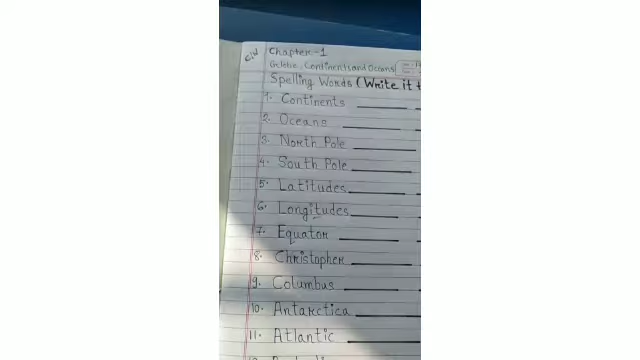 C/W Chapter-1
Gelobe, Continents and Oceans
Spelling Words (Write it
1. Continents
2. Oceans
3. North Pole
4. South Pole
5. Latitudes
6. Longitudes
7. Equator
8. Christopher
9. Columbus
10. Antarctica
11. Atlantic